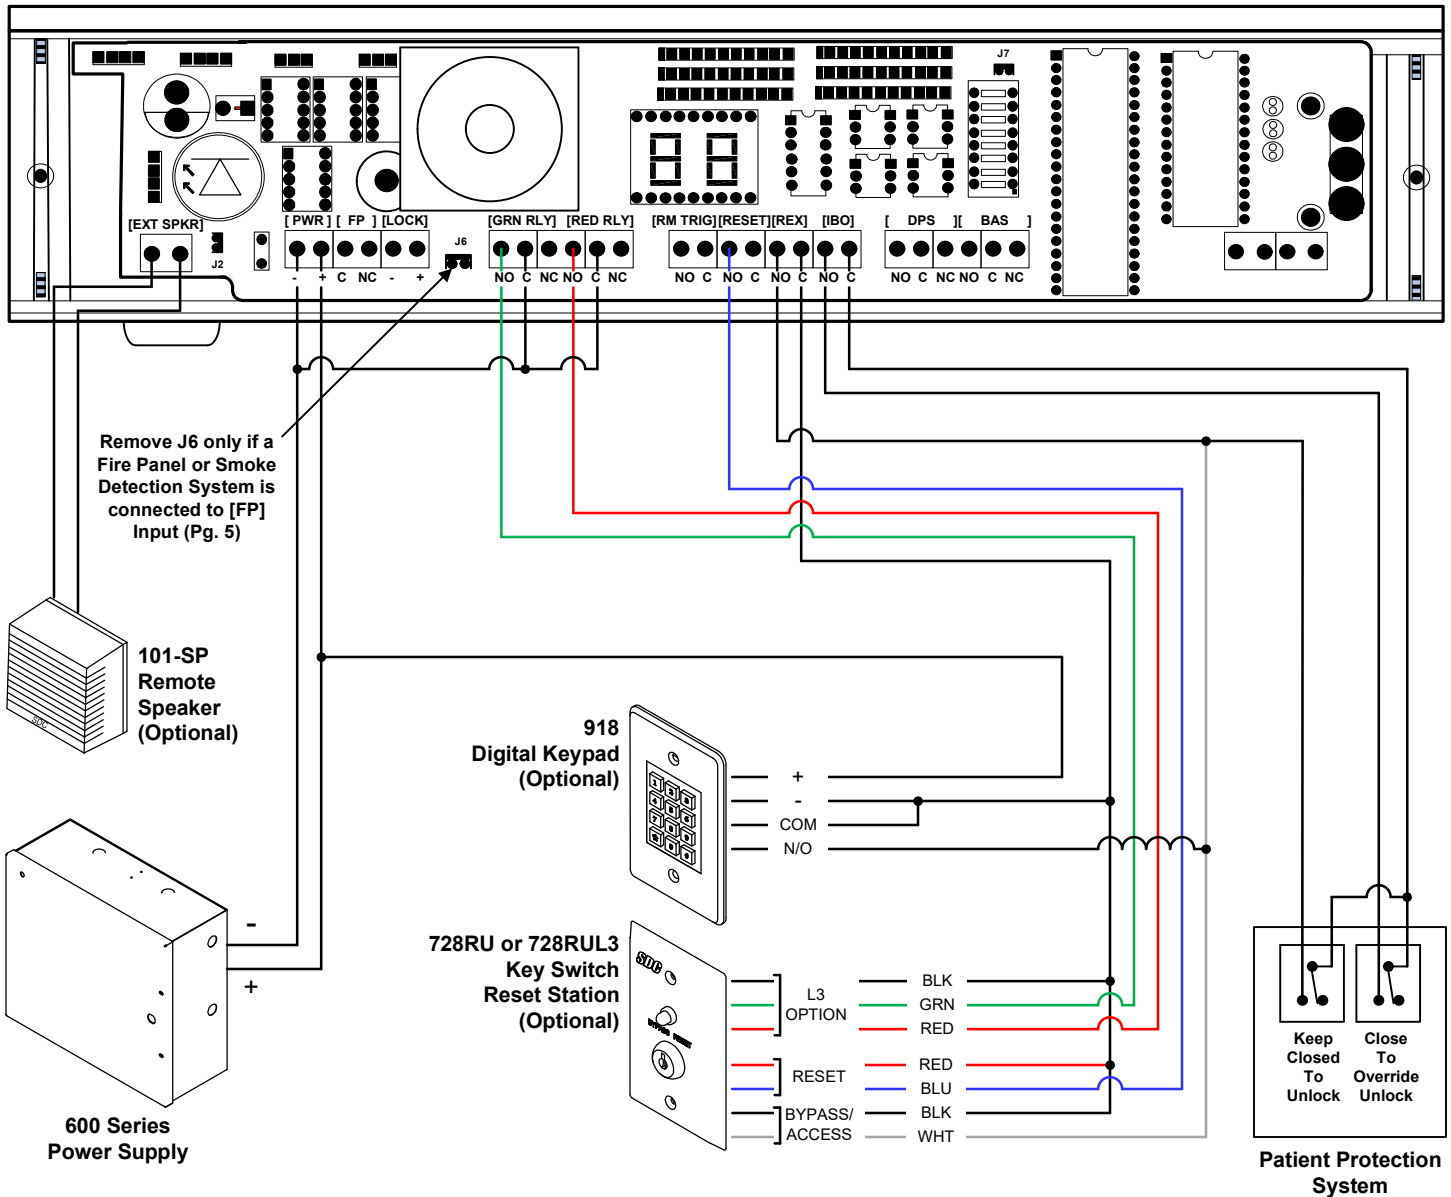 J7
[EXT SPKR]
J2
[ PWR ] [ FP ] [LOCK]
- + C NC - +
J6
[GRN RLY] [RED RLY]
NO C NC NO C NC
[RM TRIG][RESET][REX] [IBO]
NO C NO C NO C NO C
[ DPS ][ BAS ]
NO C NC NO C NC
Remove J6 only if a
Fire Panel or Smoke
Detection System is
connected to [FP]
Input (Pg. 5)
101-SP
Remote
Speaker
(Optional)
SDC
918
Digital Keypad
(Optional)
+
-
COM
N/O
-
+
600 Series
Power Supply
728RU or 728RUL3
Key Switch
Reset Station
(Optional)
SDC
BYPASS RESET
L3
OPTION
BLK
GRN
RED
RESET
RED
BLU
BYPASS/
ACCESS
BLK
WHT
Keep
Closed
To
Unlock
Close
To
Override
Unlock
Patient Protection
System